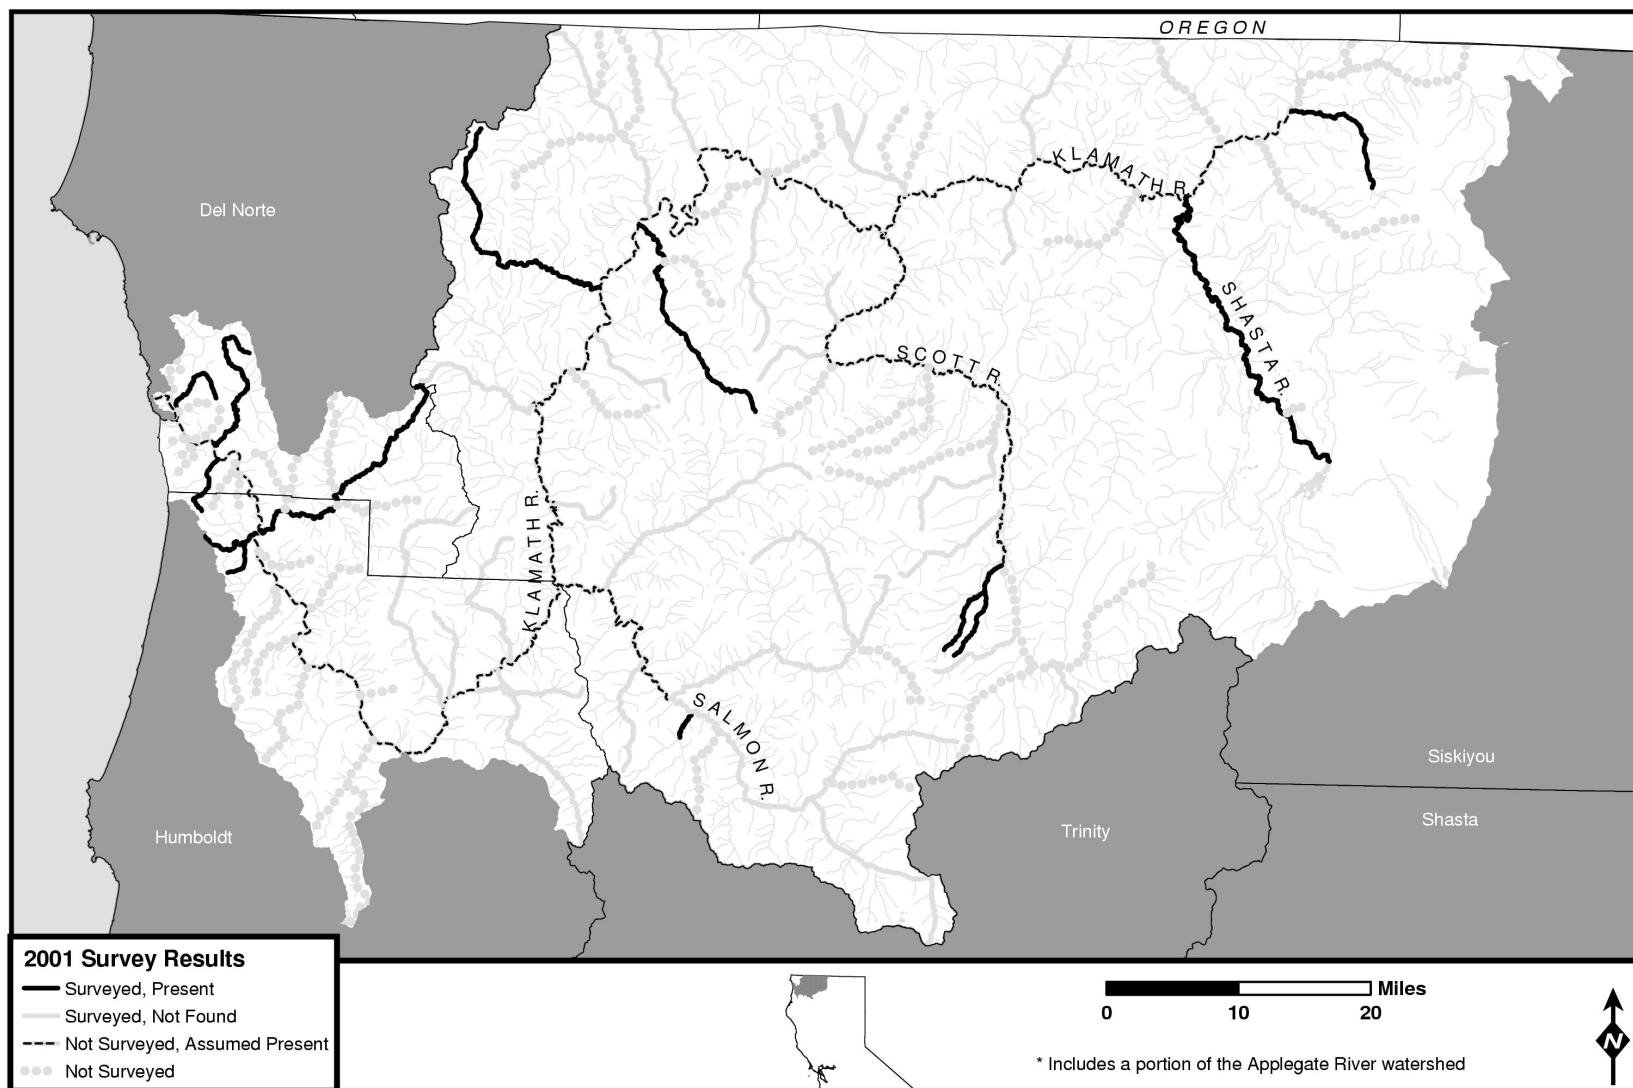 OREGON
KLAMATH R.
Del Norte
SHASTA R.
SCOTT R.
KLAMATH R.
SALMON R.
Siskiyou
Shasta
Trinity
Humboldt
2001 Survey Results
Surveyed, Present
Surveyed, Not Found
Not Surveyed, Assumed Present
Not Surveyed
Miles
0 10 20
* Includes a portion of the Applegate River watershed
N